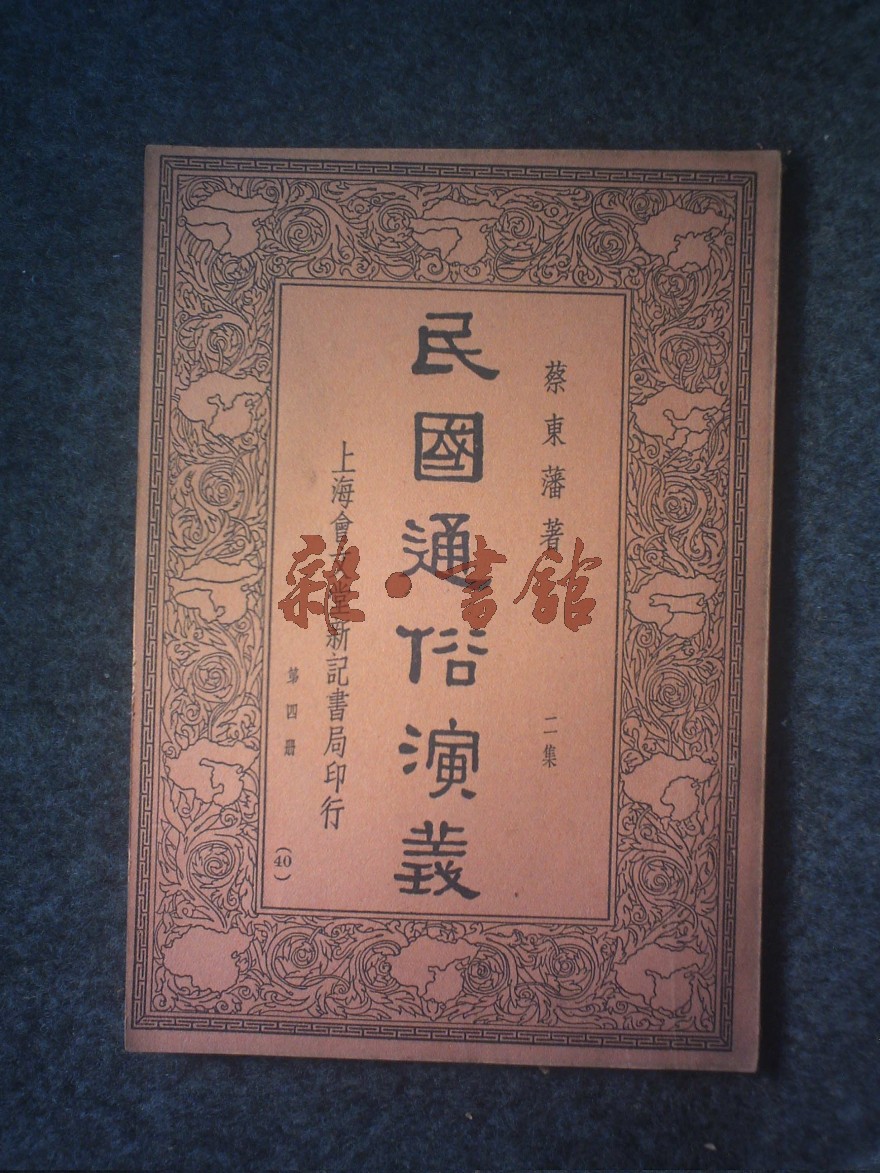 蔡東藩著 二集
民國通俗演義
上海會文堂新記書局印行
第四册
(40)
雜·書館